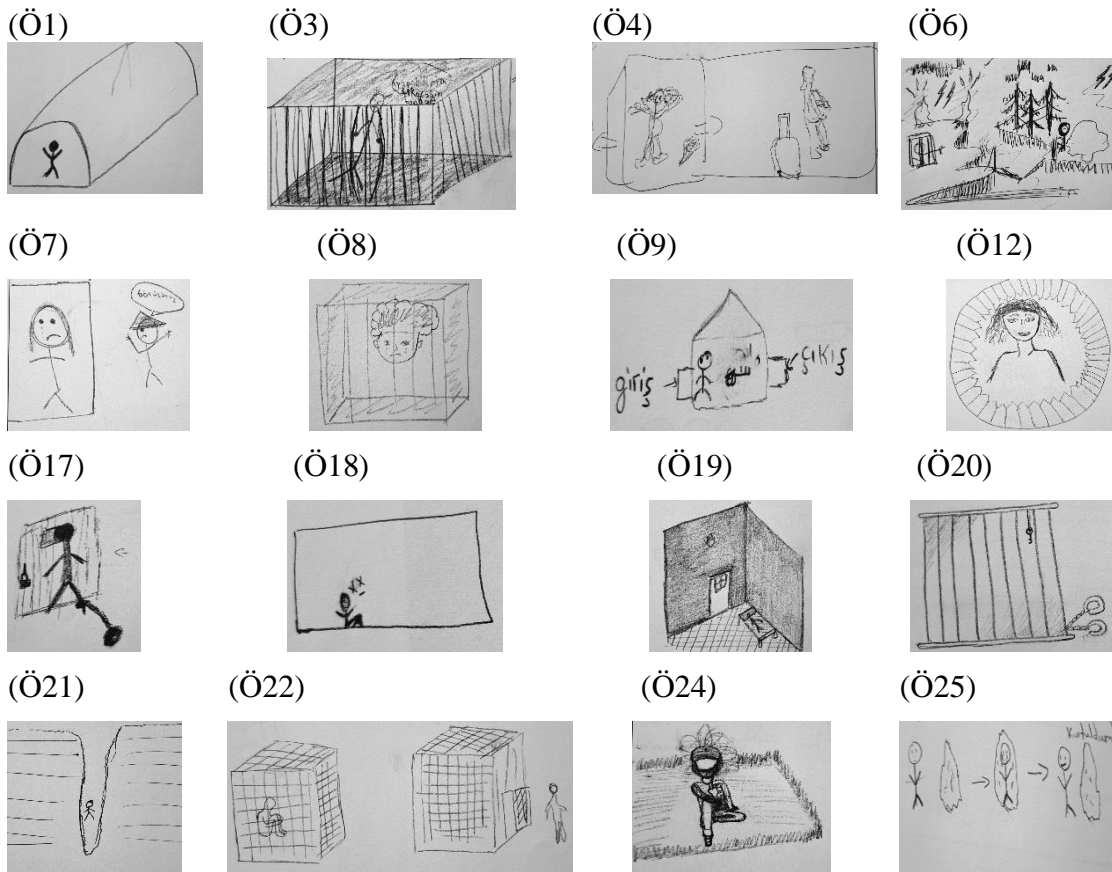 (Ö1)
(Ö3)
(Ö4)
(Ö6)
(Ö7)
(Ö8)
(Ö9)
(Ö12)
giriş
çıkış
(Ö17)
(Ö18)
(Ö19)
(Ö20)
(Ö21)
(Ö22)
(Ö24)
(Ö25)
Kurtuldum